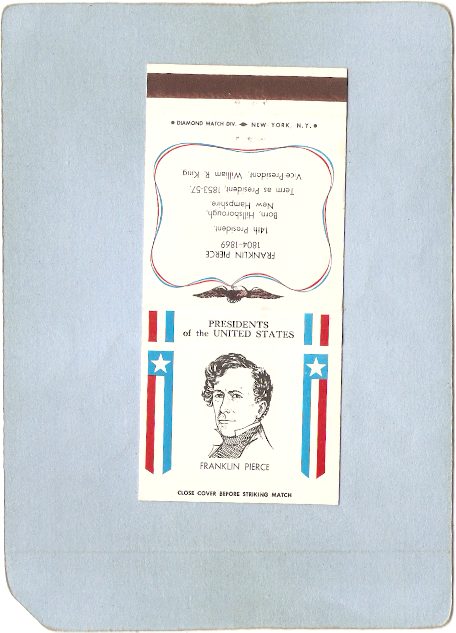 ● DIAMOND MATCH DIV. NEW YORK, N.Y. ●
FRANKLIN PIERCE
1804-1869
14th President.
Born, Hillsborough,
New Hampshire.
Term as President, 1853-57.
Vice President, William R. King
PRESIDENTS
of the UNITED STATES
FRANKLIN PIERCE
CLOSE COVER BEFORE STRIKING MATCH